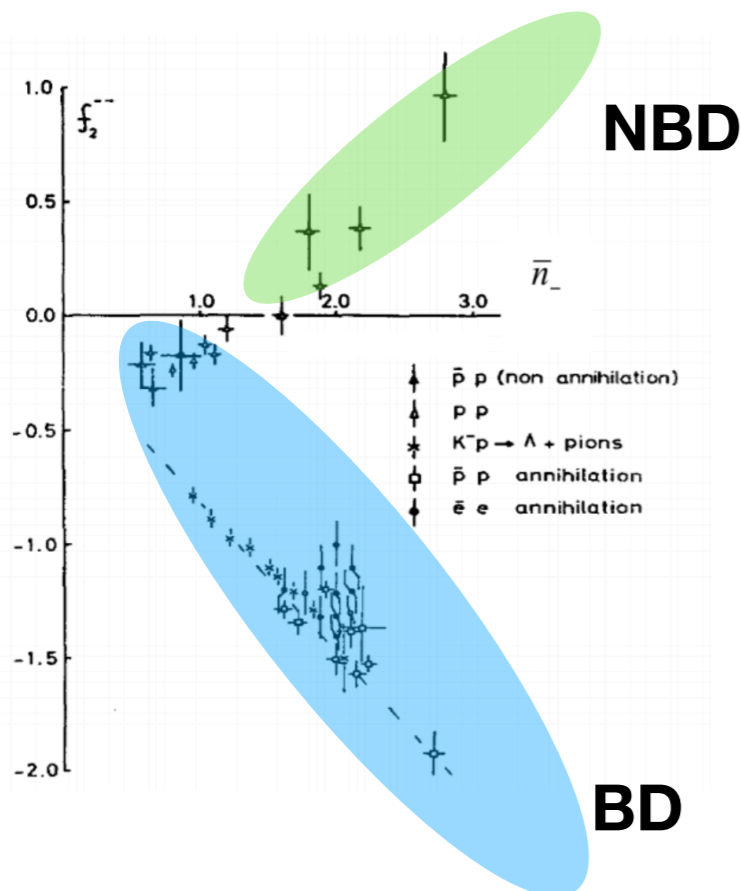 1.0
f₂⁻⁻
NBD
0.5
n̄₋
0.0
1.0
2.0
3.0
p̄ p (non annihilation)
p p
-0.5
K⁻p → Λ + pions
p̄ p annihilation
ē e annihilation
-1.0
-1.5
-2.0
BD